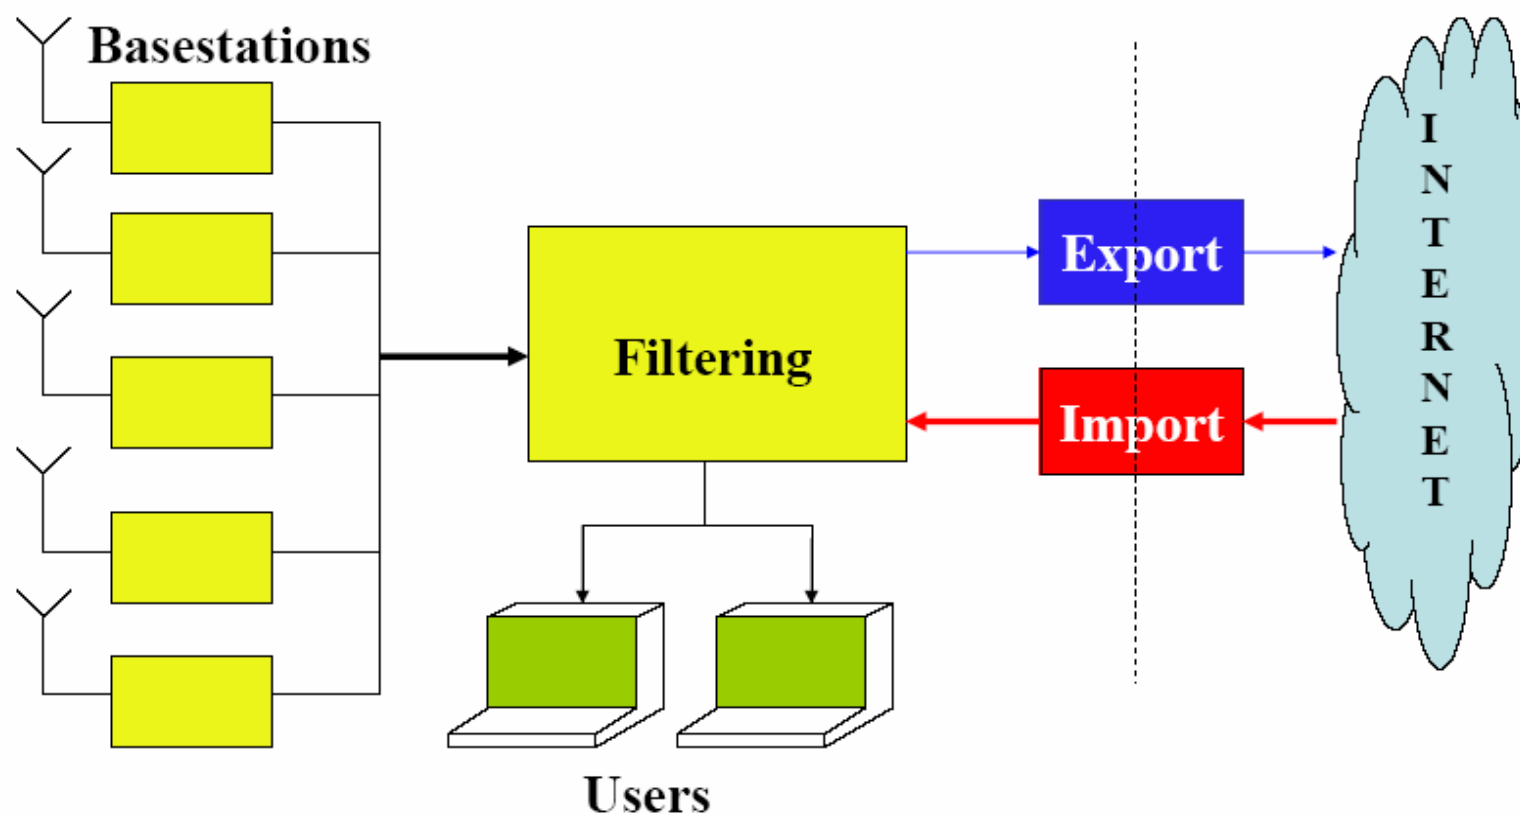 Basestations
Filtering
Export
Import
INTERNET
Users